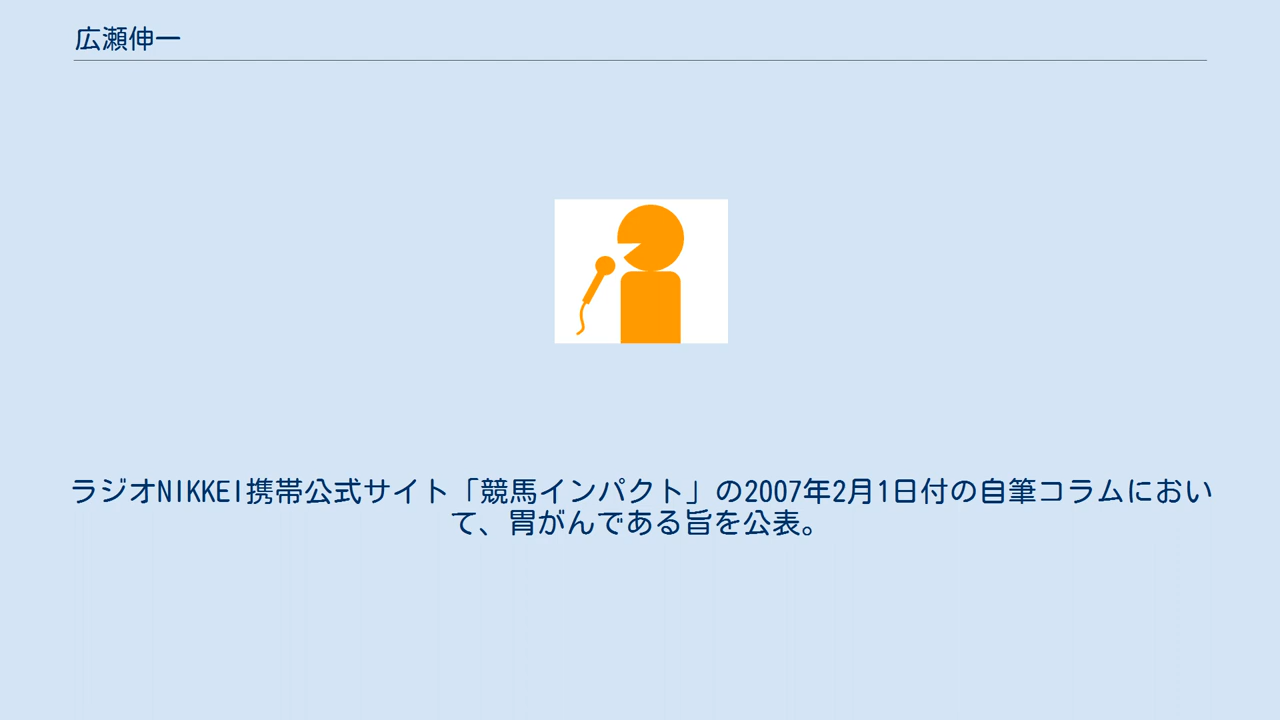 広瀬伸一
ラジオNIKKEI携帯公式サイト「競馬インパクト」の2007年2月1日付の自筆コラムにおい
て、胃がんである旨を公表。